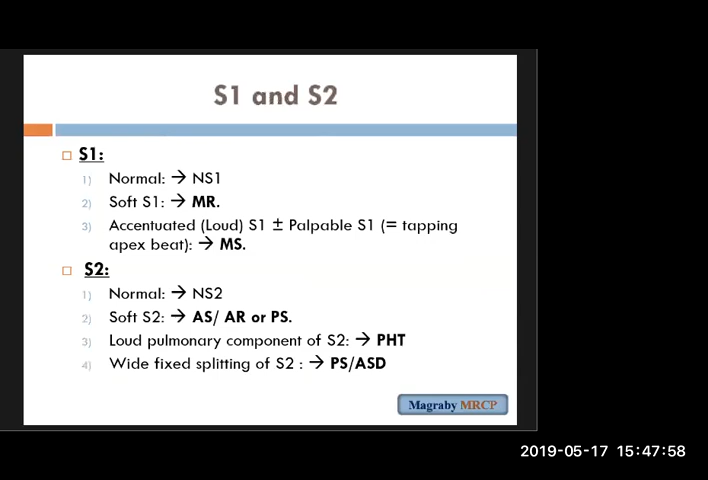 S1 and S2
S1:
1) Normal: → NS1
2) Soft S1: → MR.
3) Accentuated (Loud) S1 ± Palpable S1 (= tapping
apex beat): → MS.
S2:
1) Normal: → NS2
2) Soft S2: → AS/ AR or PS.
3) Loud pulmonary component of S2: → PHT
4) Wide fixed splitting of S2 : → PS/ASD
Magraby MRCP
2019-05-17 15:47:58